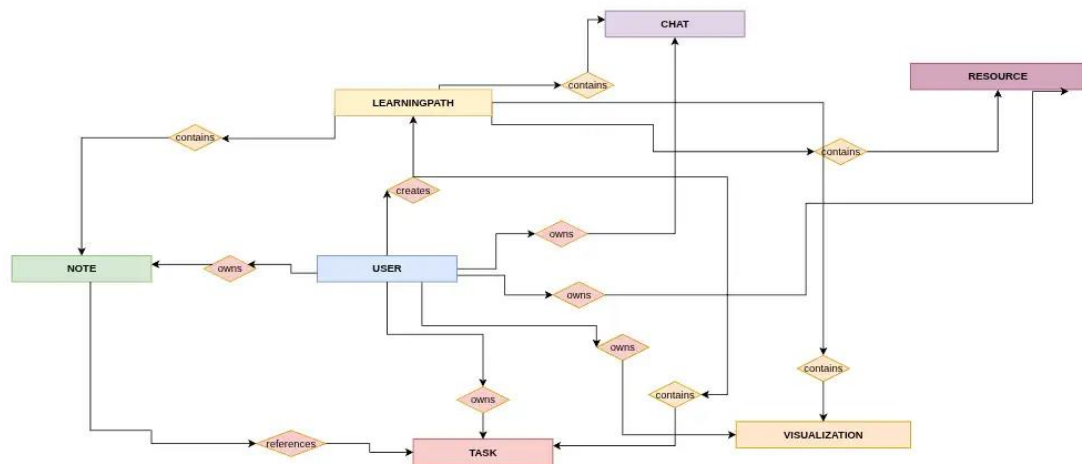 CHAT
RESOURCE
contains
LEARNINGPATH
contains
contains
creates
owns
NOTE
owns
USER
owns
owns
contains
contains
owns
references
TASK
VISUALIZATION